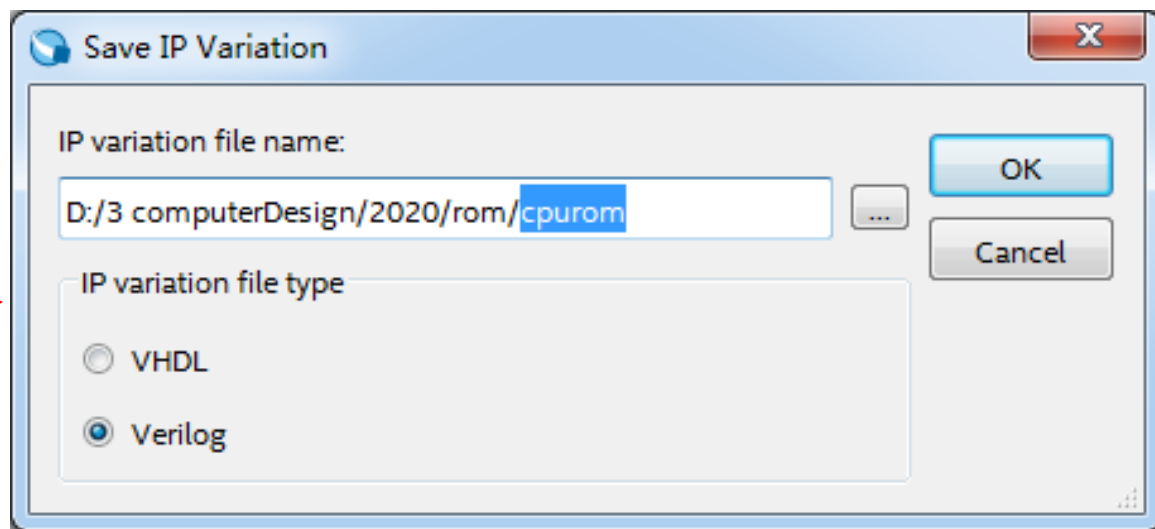 Save IP Variation
IP variation file name:
D:/3 computerDesign/2020/rom/cpurom
...
OK
Cancel
IP variation file type
VHDL
Verilog